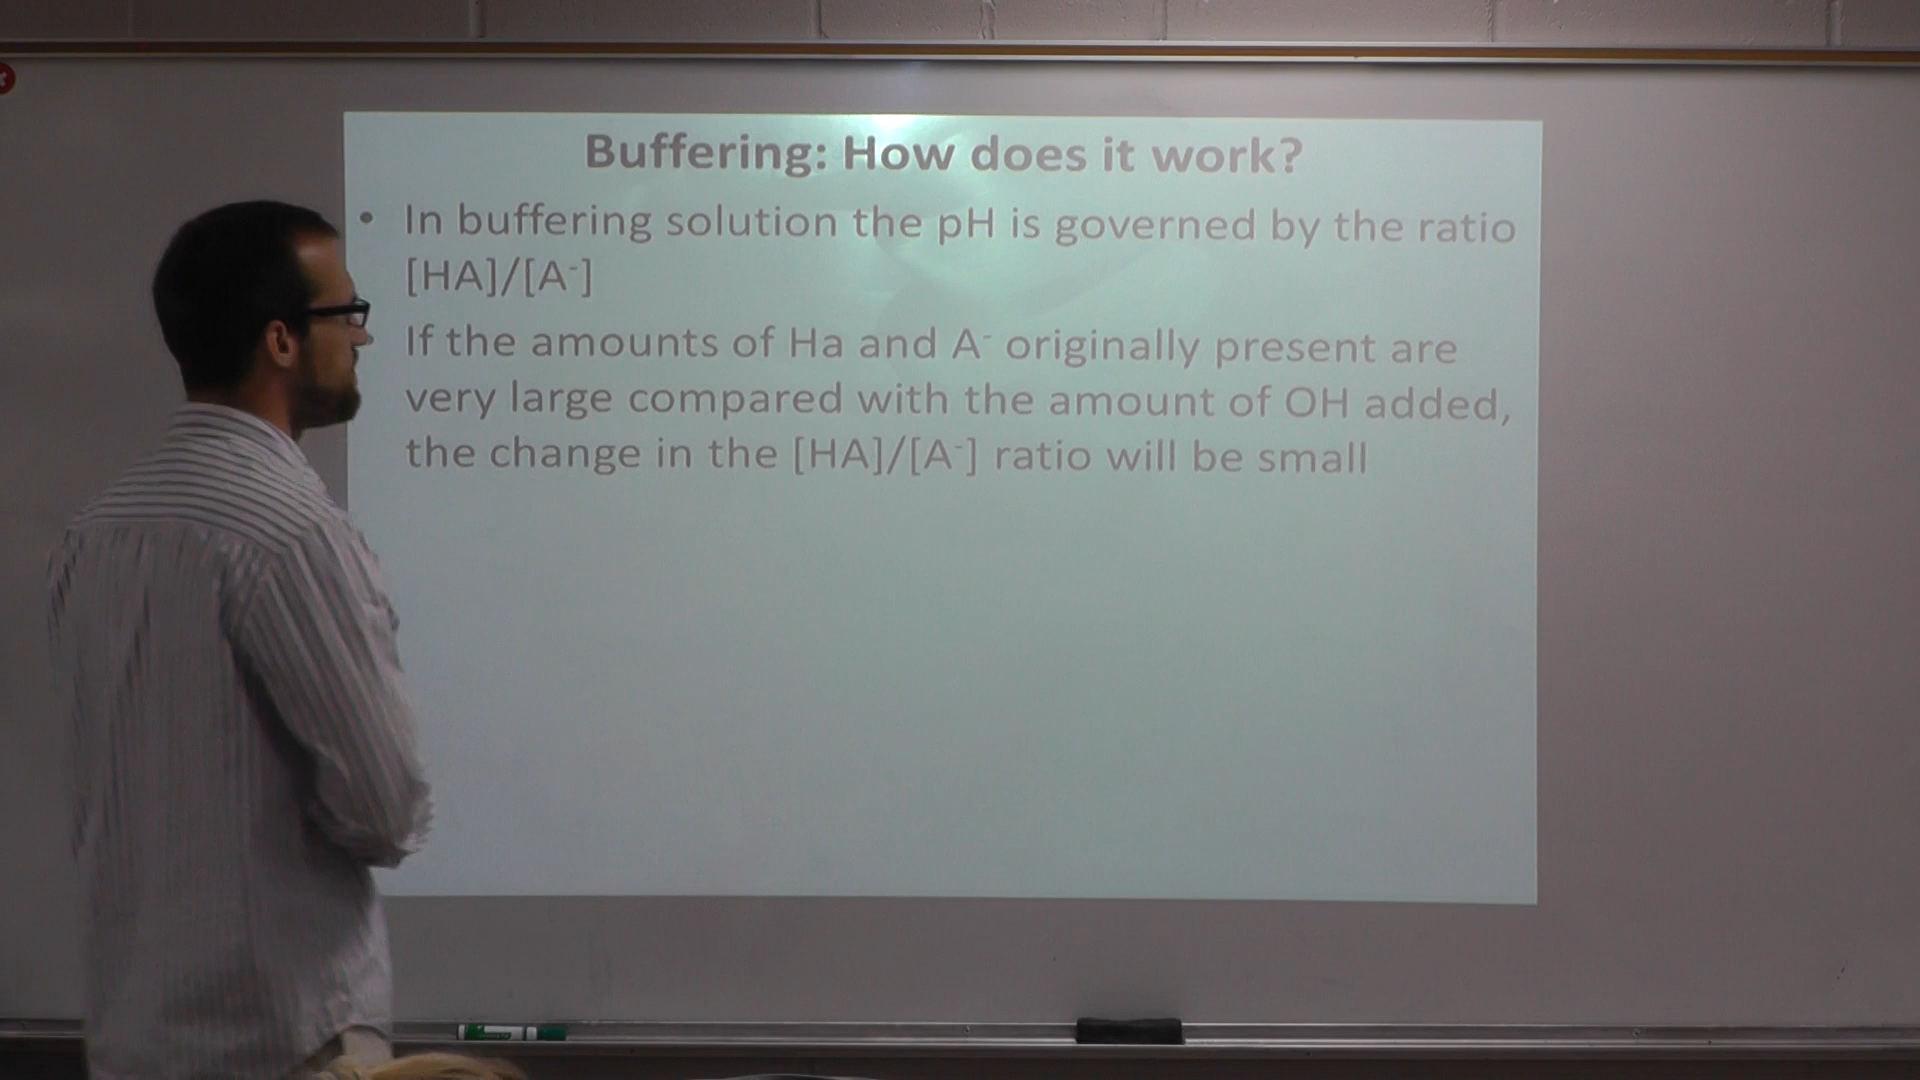 Buffering: How does it work?
• In buffering solution the pH is governed by the ratio
[HA]/[A⁻]
If the amounts of Ha and A⁻ originally present are
very large compared with the amount of OH added,
the change in the [HA]/[A⁻] ratio will be small